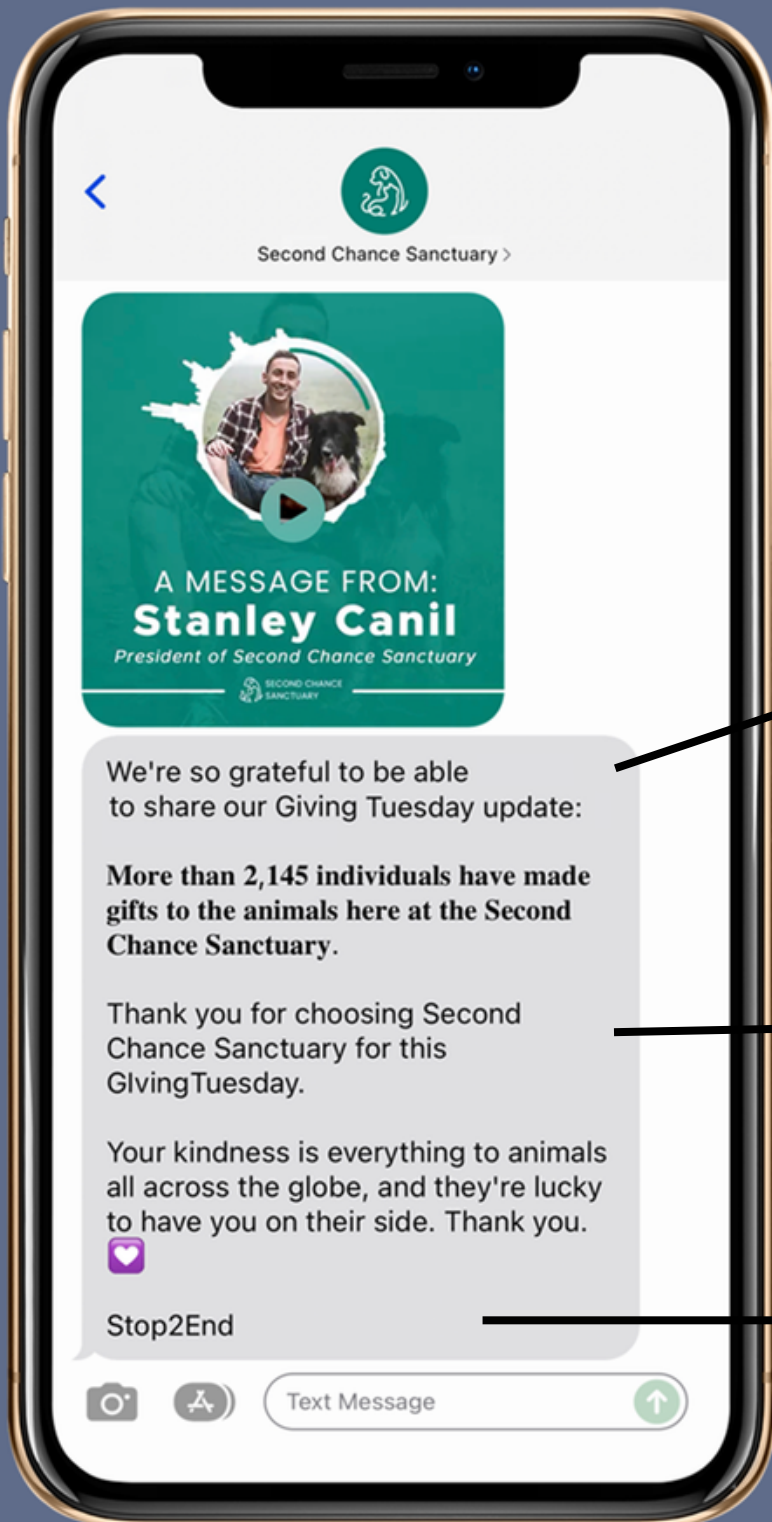 Second Chance Sanctuary >
A MESSAGE FROM:
Stanley Canil
President of Second Chance Sanctuary
SECOND CHANCE
SANCTUARY
We're so grateful to be able
to share our Giving Tuesday update:
More than 2,145 individuals have made
gifts to the animals here at the Second
Chance Sanctuary.
Thank you for choosing Second
Chance Sanctuary for this
GIvingTuesday.
Your kindness is everything to animals
all across the globe, and they're lucky
to have you on their side. Thank you.
💟
Stop2End
Text Message